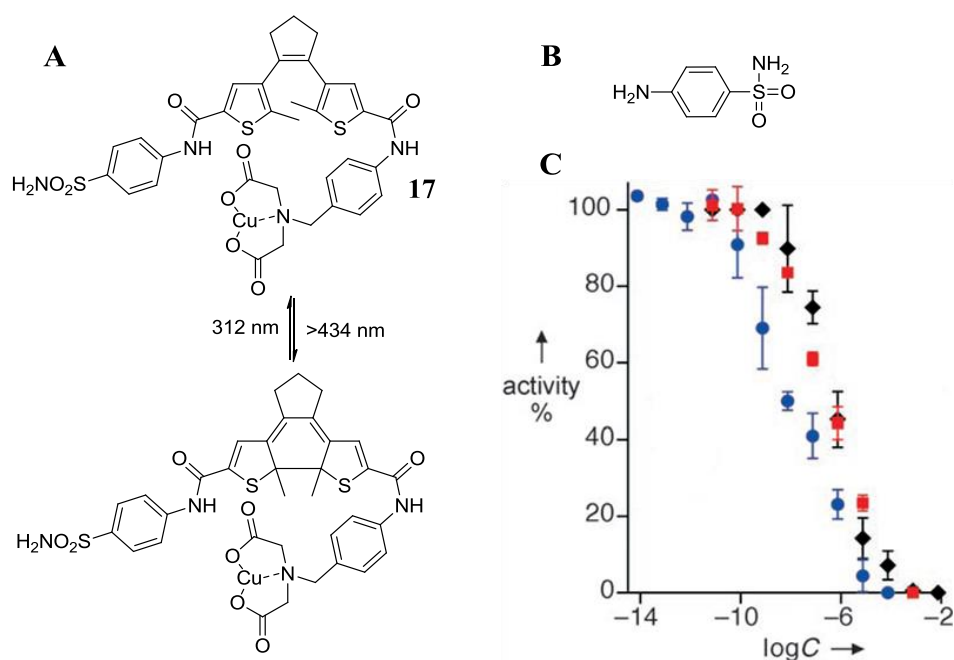 A
O
NH
S
S
O
NH
H₂NO₂S
O
O
Cu
N
O
O
17
312 nm
>434 nm
O
NH
S
S
O
NH
H₂NO₂S
O
O
Cu
N
O
O
B
H₂N
NH₂
S
O
O
C
100
80
60
40
20
0
activity
%
−14
−10
−6
−2
logC